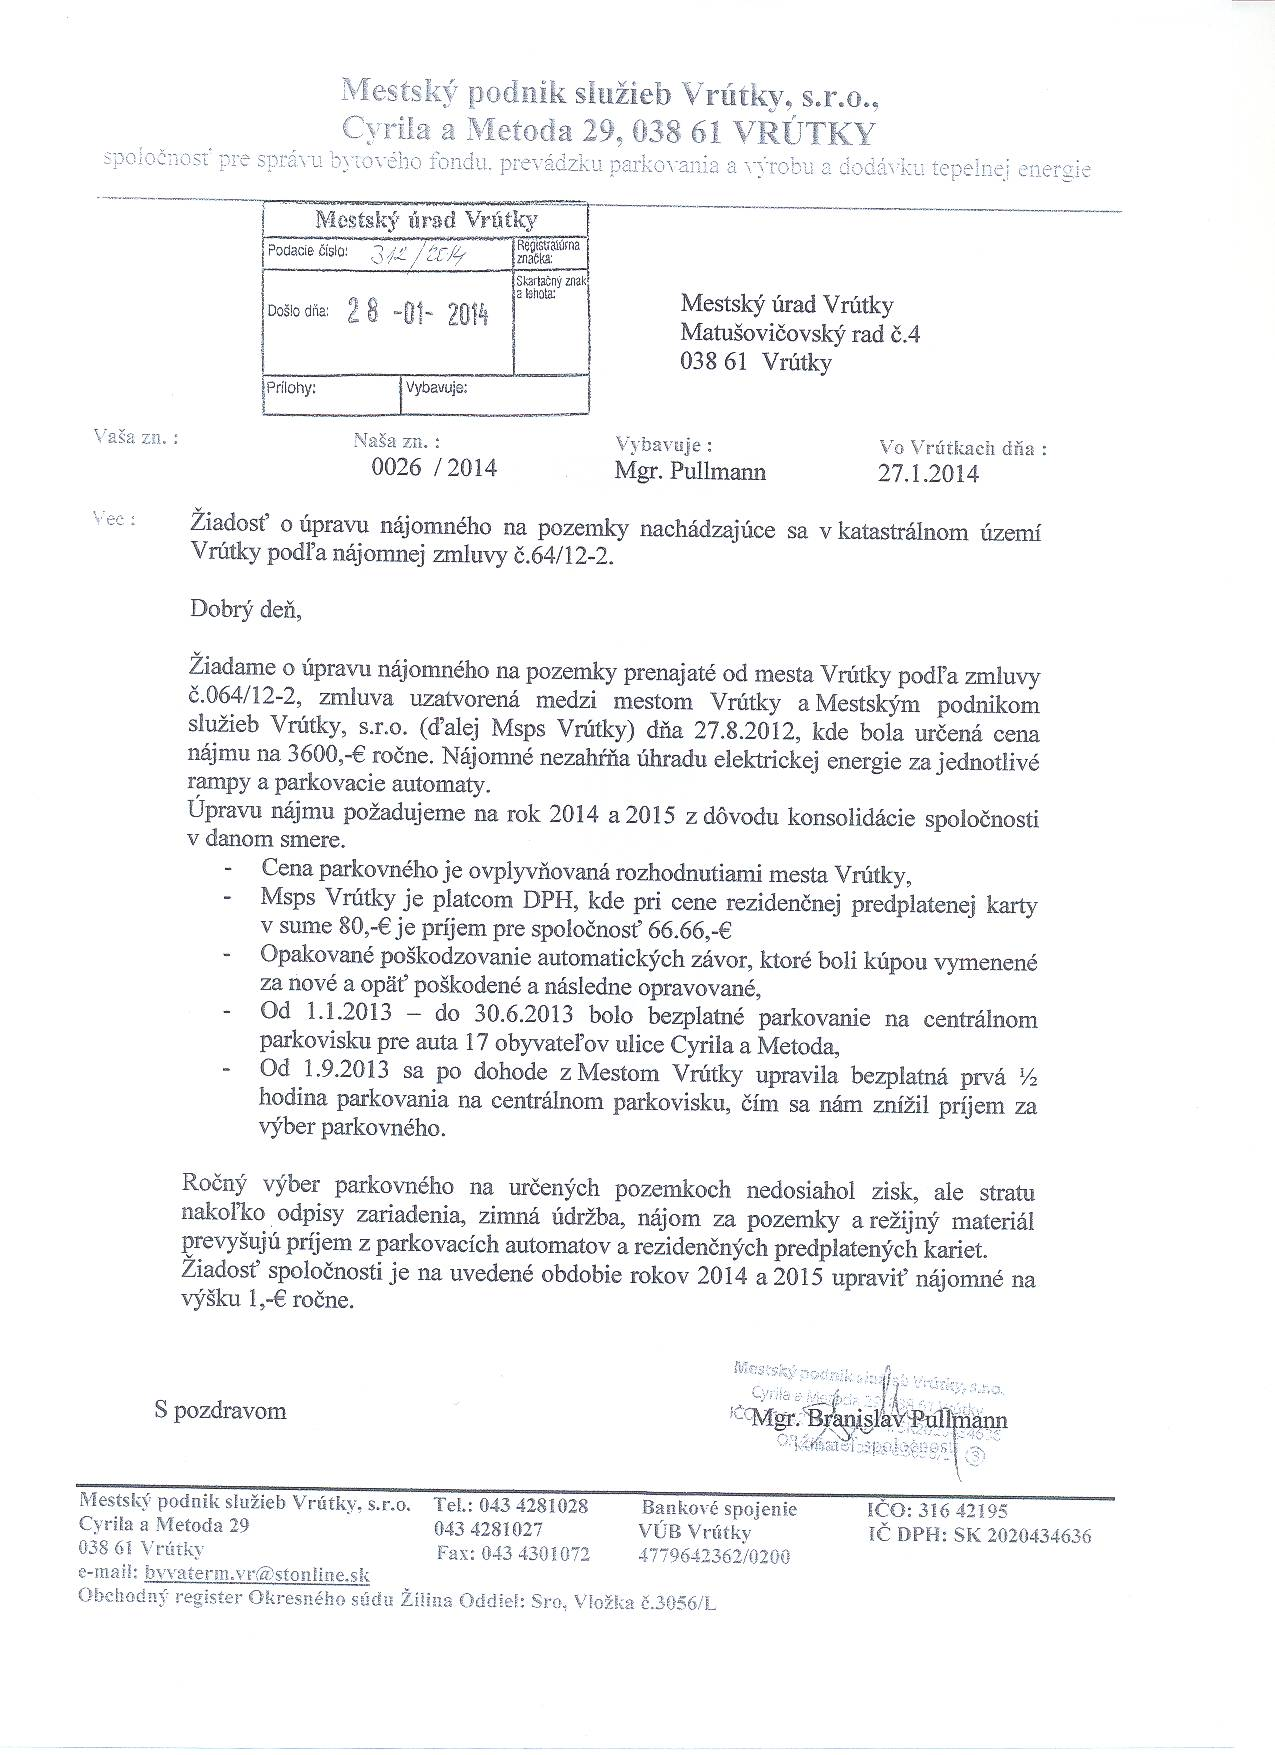 Mestský podnik služieb Vrútky, s.r.o.,
Cyrila a Metoda 29, 038 61 VRÚTKY
spoločnosť pre správu bytového fondu, prevádzku parkovania a výrobu a dodávku tepelnej energie
Mestský úrad Vrútky
Podacie číslo: 312/2014
Registratúrna značka:
Došlo dňa: 28 -01- 2014
Skartačný znak a lehota:
Prílohy:
Vybavuje:
Mestský úrad Vrútky
Matušovičovský rad č.4
038 61 Vrútky
Vaša zn. :
Naša zn. :
0026 / 2014
Vybavuje :
Mgr. Pullmann
Vo Vrútkach dňa :
27.1.2014
Vec :
Žiadosť o úpravu nájomného na pozemky nachádzajúce sa v katastrálnom území
Vrútky podľa nájomnej zmluvy č.64/12-2.
Dobrý deň,
Žiadame o úpravu nájomného na pozemky prenajaté od mesta Vrútky podľa zmluvy
č.064/12-2, zmluva uzatvorená medzi mestom Vrútky a Mestským podnikom
služieb Vrútky, s.r.o. (ďalej Msps Vrútky) dňa 27.8.2012, kde bola určená cena
nájmu na 3600,-€ ročne. Nájomné nezahŕňa úhradu elektrickej energie za jednotlivé
rampy a parkovacie automaty.
Úpravu nájmu požadujeme na rok 2014 a 2015 z dôvodu konsolidácie spoločnosti
v danom smere.
- Cena parkovného je ovplyvňovaná rozhodnutiami mesta Vrútky,
- Msps Vrútky je platcom DPH, kde pri cene rezidenčnej predplatenej karty
v sume 80,-€ je príjem pre spoločnosť 66.66,-€
- Opakované poškodzovanie automatických závor, ktoré boli kúpou vymenené
za nové a opäť poškodené a následne opravované,
- Od 1.1.2013 – do 30.6.2013 bolo bezplatné parkovanie na centrálnom
parkovisku pre auta 17 obyvateľov ulice Cyrila a Metoda,
- Od 1.9.2013 sa po dohode z Mestom Vrútky upravila bezplatná prvá ½
hodina parkovania na centrálnom parkovisku, čím sa nám znížil príjem za
výber parkovného.
Ročný výber parkovného na určených pozemkoch nedosiahol zisk, ale stratu
nakoľko odpisy zariadenia, zimná údržba, nájom za pozemky a režijný materiál
prevyšujú príjem z parkovacích automatov a rezidenčných predplatených kariet.
Žiadosť spoločnosti je na uvedené obdobie rokov 2014 a 2015 upraviť nájomné na
výšku 1,-€ ročne.
S pozdravom
Mestský podnik služieb Vrútky, s.r.o.
Mgr. Branislav Pullmann
Mestský podnik služieb Vrútky, s.r.o.
Cyrila a Metoda 29
038 61 Vrútky
e-mail: byvaterm.vr@stonline.sk
Tel.: 043 4281028
043 4281027
Fax: 043 4301072
Bankové spojenie
VÚB Vrútky
4779642362/0200
IČO: 316 42195
IČ DPH: SK 2020434636
Obchodný register Okresného súdu Žilina Oddiel: Sro, Vložka č.3056/L